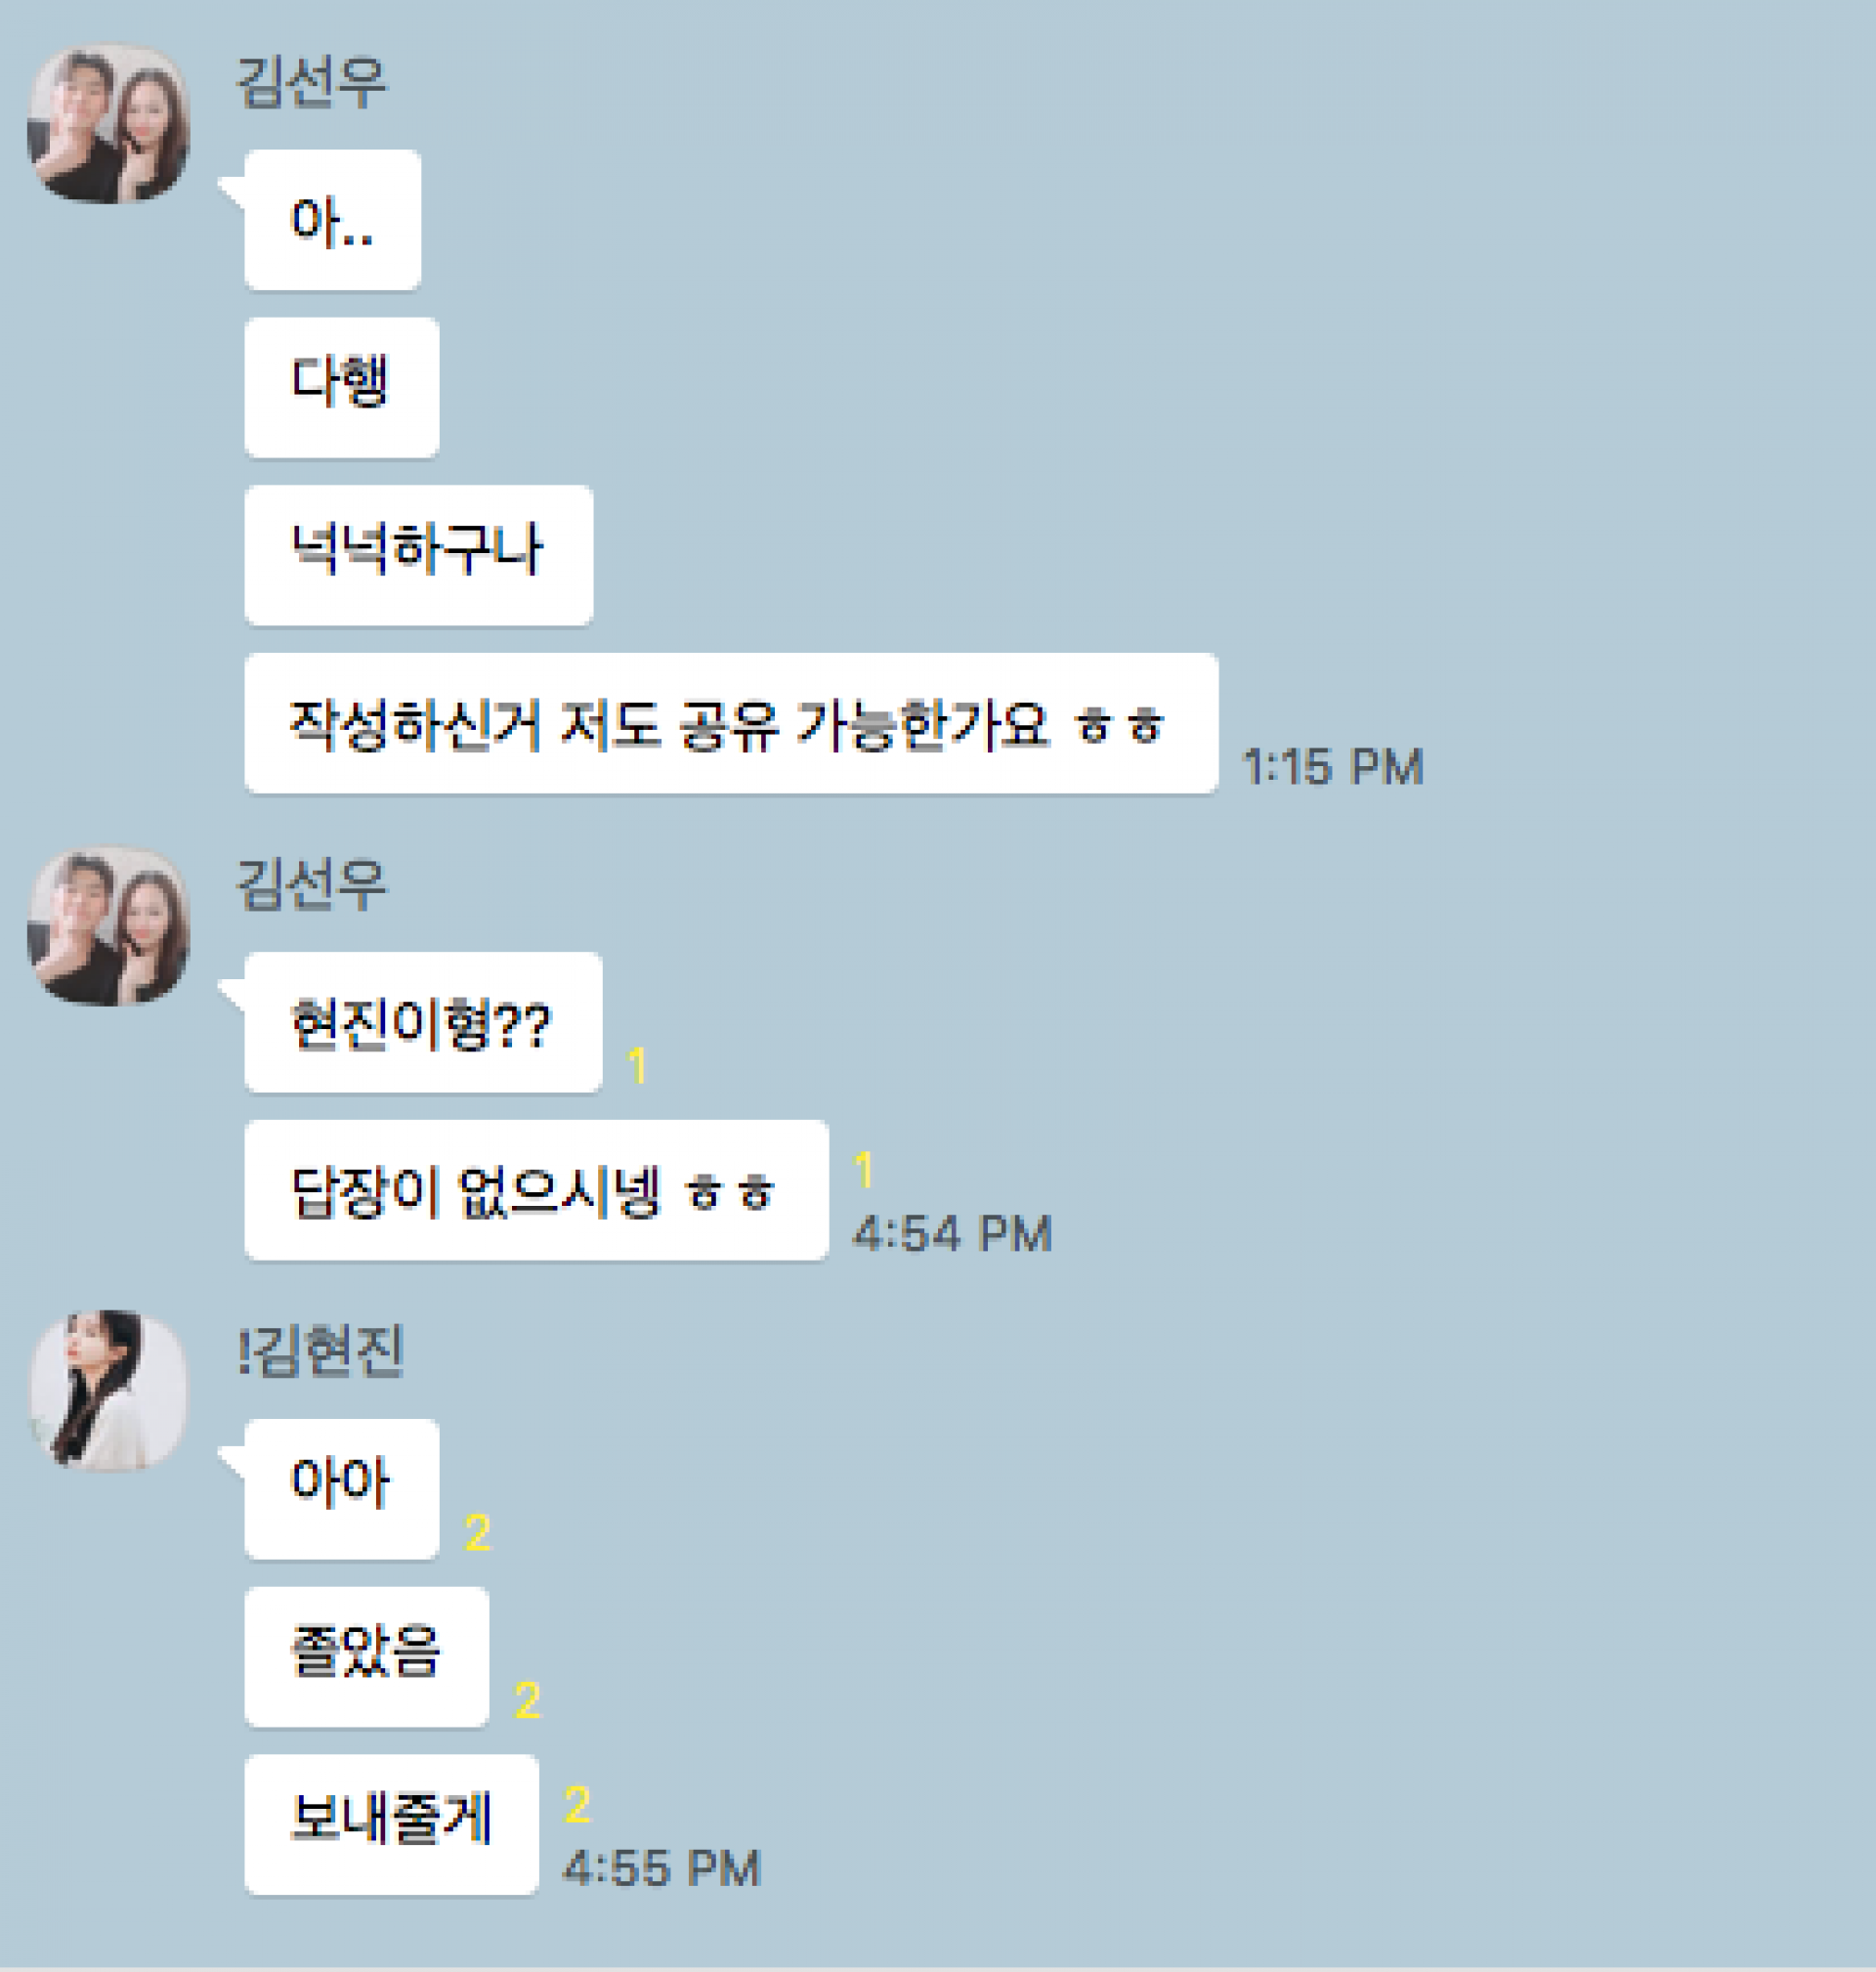 김선우
아..
다행
넉넉하구나
작성하신거 저도 공유 가능한가요 ㅎㅎ
1:15 PM
김선우
현진이형??
1
답장이 없으시넹 ㅎㅎ
1
4:54 PM
!김현진
아아
2
졸았음
2
보내줄게
2
4:55 PM